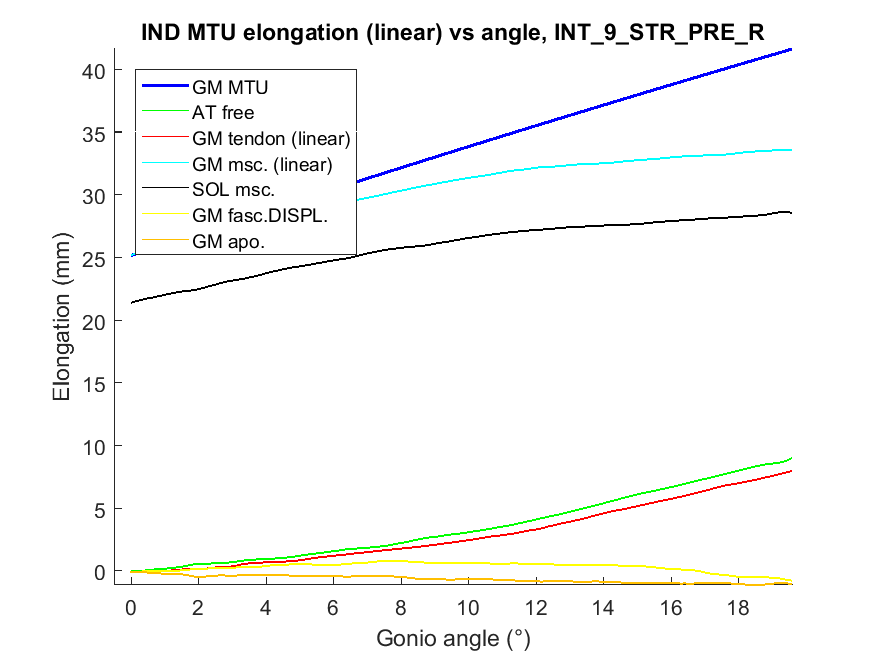 IND MTU elongation (linear) vs angle, INT_9_STR_PRE_R
GM MTU
AT free
GM tendon (linear)
GM msc. (linear)
SOL msc.
GM fasc.DISPL.
GM apo.
40
35
30
25
20
15
10
5
0
Elongation (mm)
0 2 4 6 8 10 12 14 16 18
Gonio angle (°)